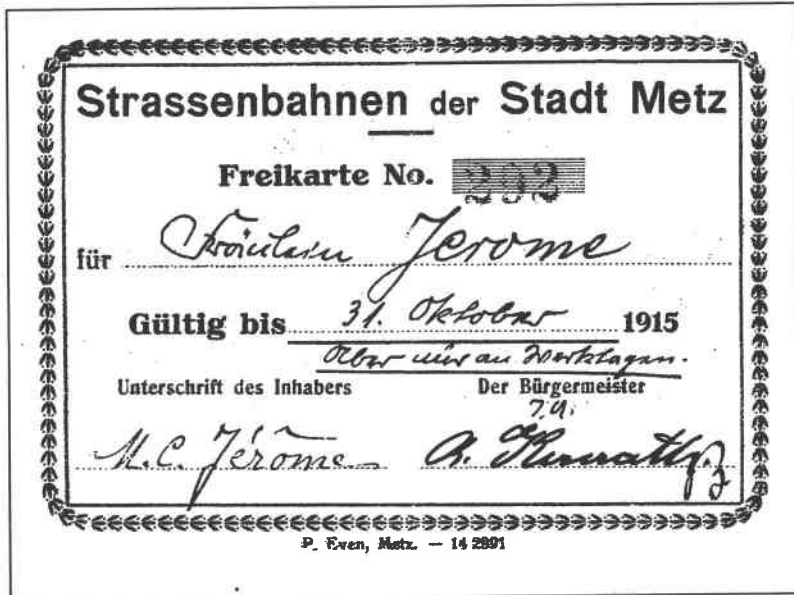 Strassenbahnen der Stadt Metz
Freikarte No. 292
für Fräulein Jerome
Gültig bis 31. Oktober 1915
Aber nur an Werktagen.
Unterschrift des Inhabers Der Bürgermeister
M. C. Jérôme
P. Even, Metz. — 14 2891